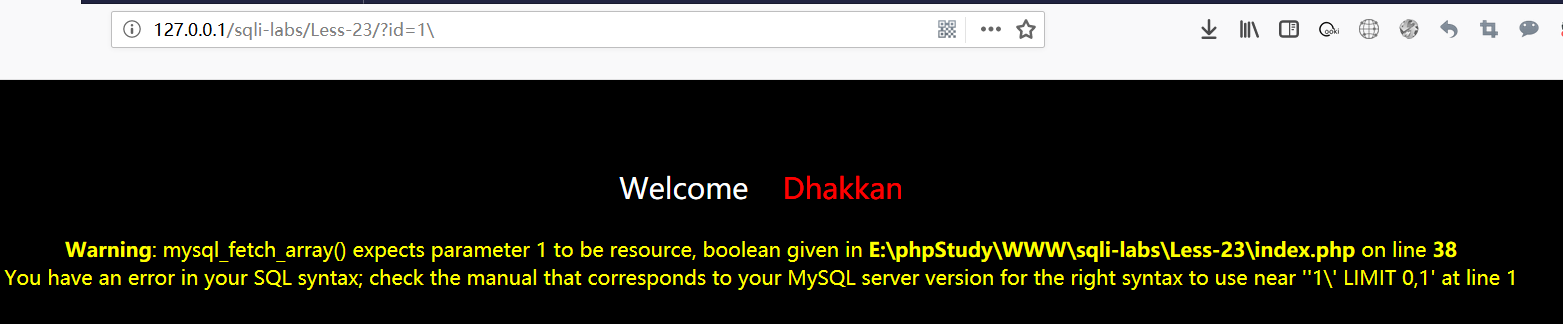 127.0.0.1/sqli-labs/Less-23/?id=1\
Welcome Dhakkan
Warning: mysql_fetch_array() expects parameter 1 to be resource, boolean given in E:\phpStudy\WWW\sqli-labs\Less-23\index.php on line 38
You have an error in your SQL syntax; check the manual that corresponds to your MySQL server version for the right syntax to use near ''1\' LIMIT 0,1' at line 1